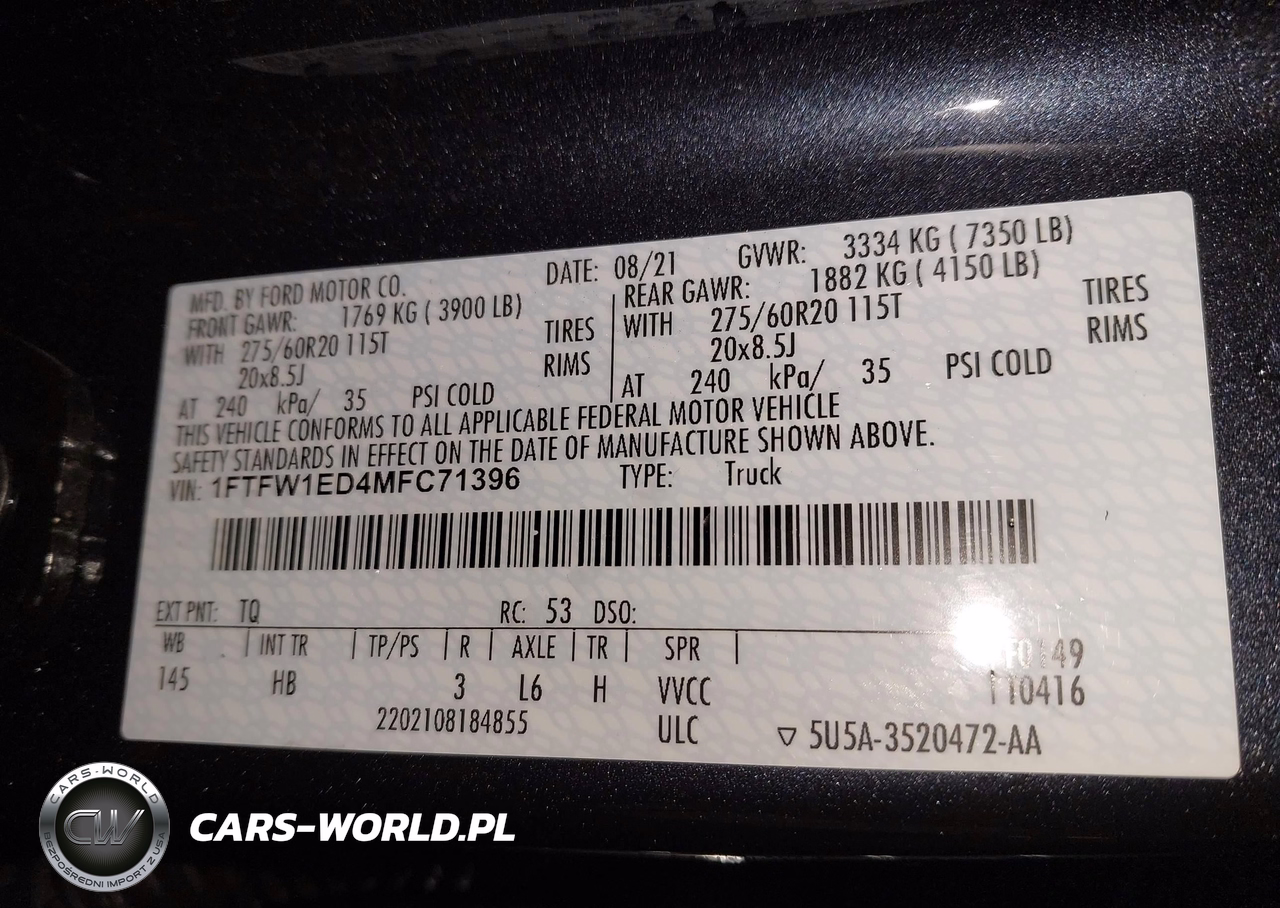 MFD. BY FORD MOTOR CO. DATE: 08/21 GVWR: 3334 KG ( 7350 LB)
FRONT GAWR: 1769 KG ( 3900 LB) REAR GAWR: 1882 KG ( 4150 LB)
WITH 275/60R20 115T TIRES WITH 275/60R20 115T TIRES
20x8.5J RIMS 20x8.5J RIMS
AT 240 kPa/ 35 PSI COLD AT 240 kPa/ 35 PSI COLD
THIS VEHICLE CONFORMS TO ALL APPLICABLE FEDERAL MOTOR VEHICLE
SAFETY STANDARDS IN EFFECT ON THE DATE OF MANUFACTURE SHOWN ABOVE.
VIN: 1FTFW1ED4MFC71396 TYPE: Truck
EXT PNT: TQ RC: 53 DSO:
WB | INT TR | TP/PS | R | AXLE | TR | SPR |
145 HB 3 L6 H VVCC 110416
2202108184855 ULC ▽ 5U5A-3520472-AA
CARS-WORLD
CW
BEZPOŚREDNI IMPORT Z USA
CARS-WORLD.PL